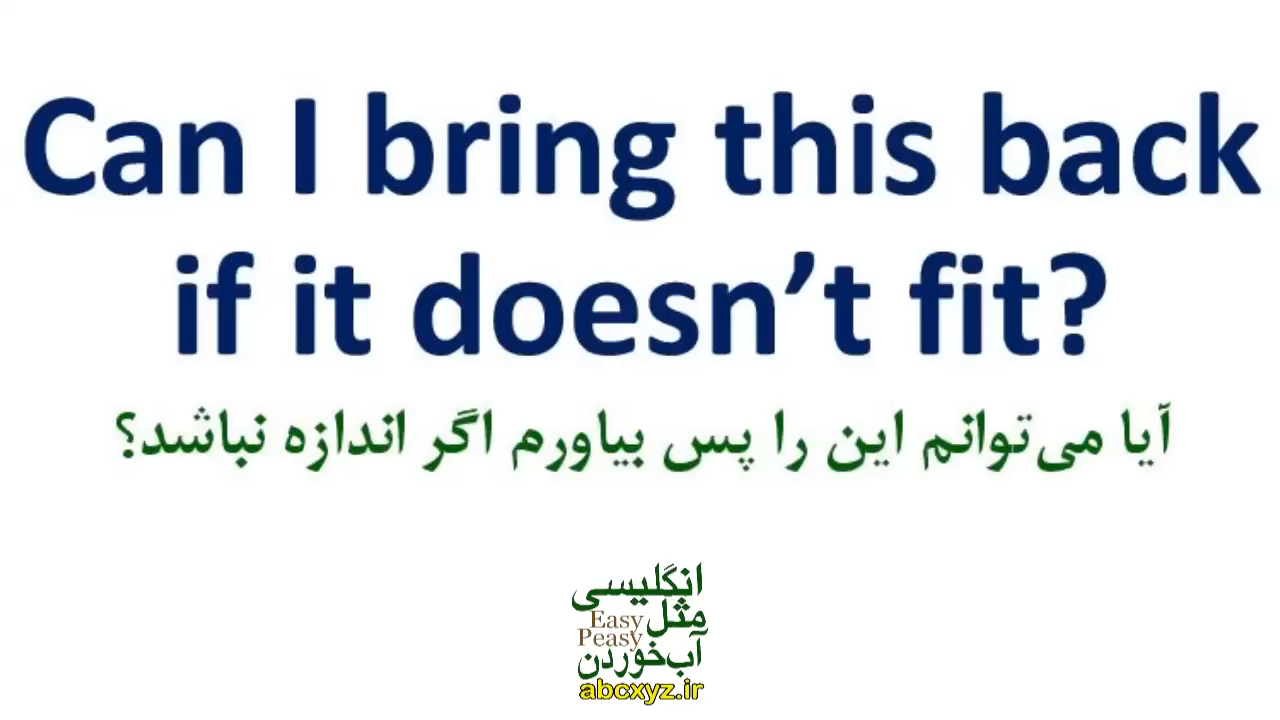 Can I bring this back
if it doesn’t fit?
آیا می‌توانم این را پس بیاورم اگر اندازه نباشد؟
انگلیسی
مثل
Easy
Peasy
آب‌خوردن
abcxyz.ir